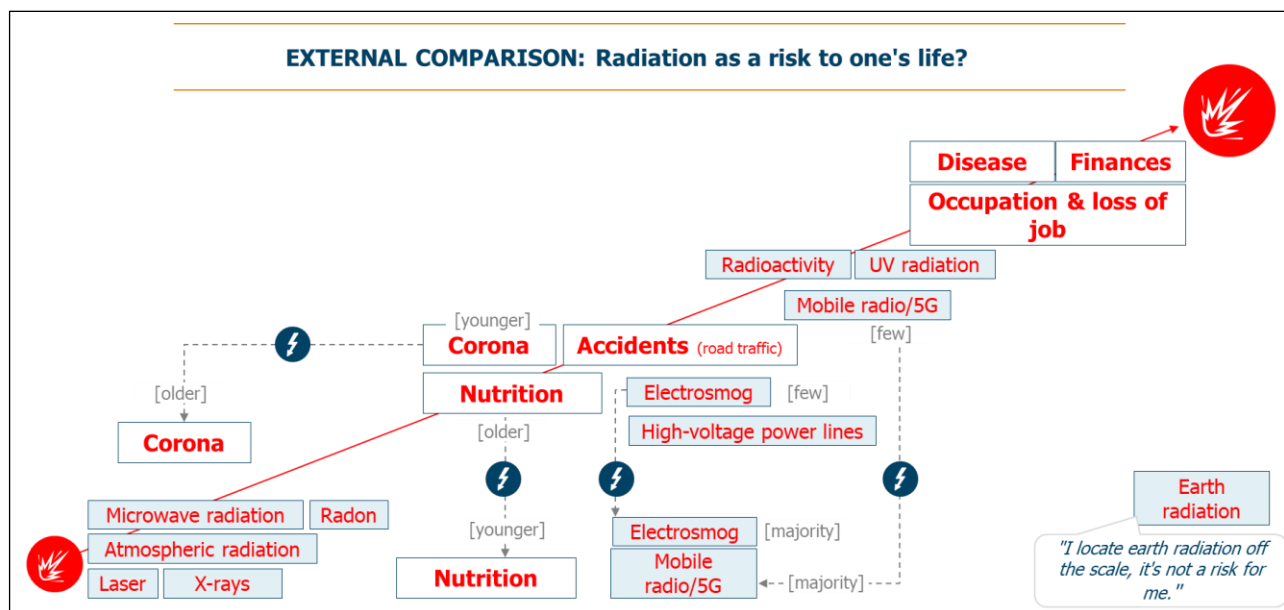 EXTERNAL COMPARISON: Radiation as a risk to one's life?
Disease
Finances
Occupation & loss of
job
Radioactivity
UV radiation
Mobile radio/5G
[few]
[younger]
Corona
Accidents (road traffic)
[older]
Corona
Nutrition
[older]
Electrosmog
[few]
High-voltage power lines
[younger]
Nutrition
Electrosmog
[majority]
Mobile
radio/5G
[majority]
Microwave radiation
Radon
Atmospheric radiation
Laser
X-rays
Earth
radiation
"I locate earth radiation off
the scale, it's not a risk for
me."